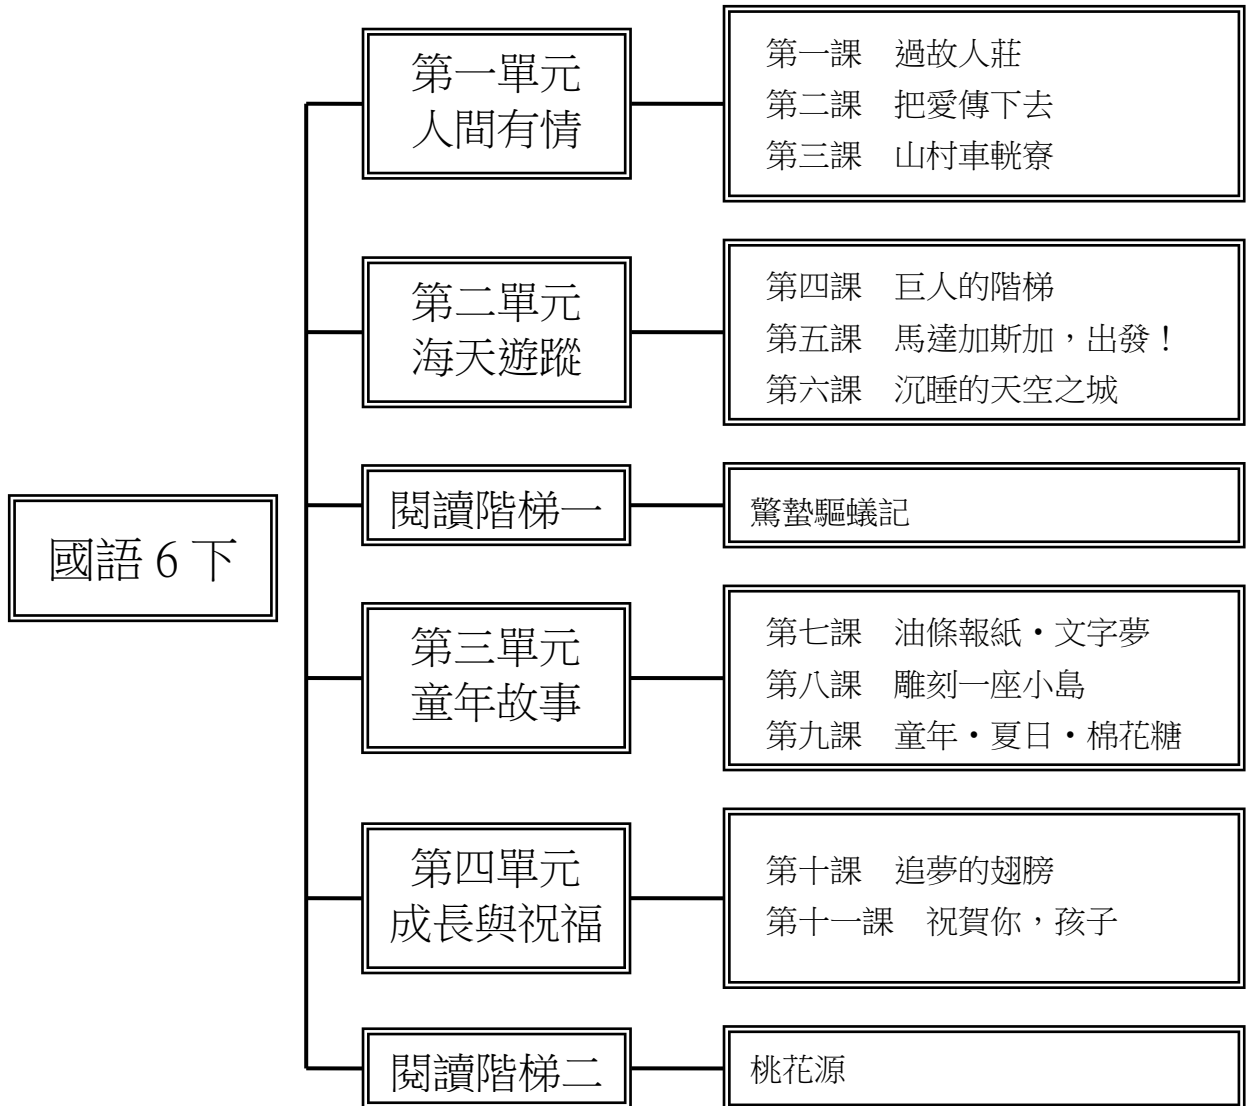 國語 6 下
第一單元
人間有情
第一課　過故人莊
第二課　把愛傳下去
第三課　山村車輄寮
第二單元
海天遊蹤
第四課　巨人的階梯
第五課　馬達加斯加，出發！
第六課　沉睡的天空之城
閱讀階梯一
驚蟄驅蟻記
第三單元
童年故事
第七課　油條報紙・文字夢
第八課　雕刻一座小島
第九課　童年・夏日・棉花糖
第四單元
成長與祝福
第十課　追夢的翅膀
第十一課　祝賀你，孩子
閱讀階梯二
桃花源